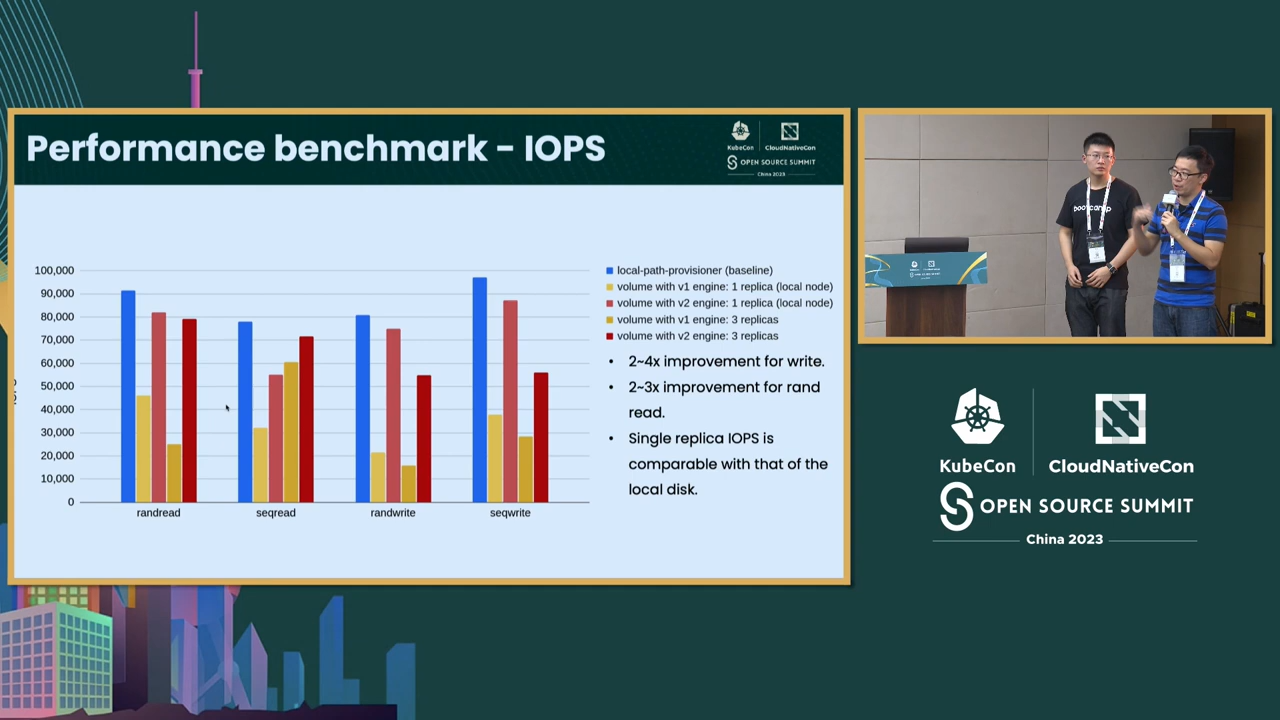 Performance benchmark - IOPS
KubeCon
CloudNativeCon
OPEN SOURCE SUMMIT
China 2023
100,000
90,000
80,000
70,000
60,000
50,000
40,000
30,000
20,000
10,000
0
randread
seqread
randwrite
seqwrite
local-path-provisioner (baseline)
volume with v1 engine: 1 replica (local node)
volume with v2 engine: 1 replica (local node)
volume with v1 engine: 3 replicas
volume with v2 engine: 3 replicas
• 2~4x improvement for write.
• 2~3x improvement for rand
read.
• Single replica IOPS is
comparable with that of the
local disk.
KubeCon
CloudNativeCon
OPEN SOURCE SUMMIT
China 2023